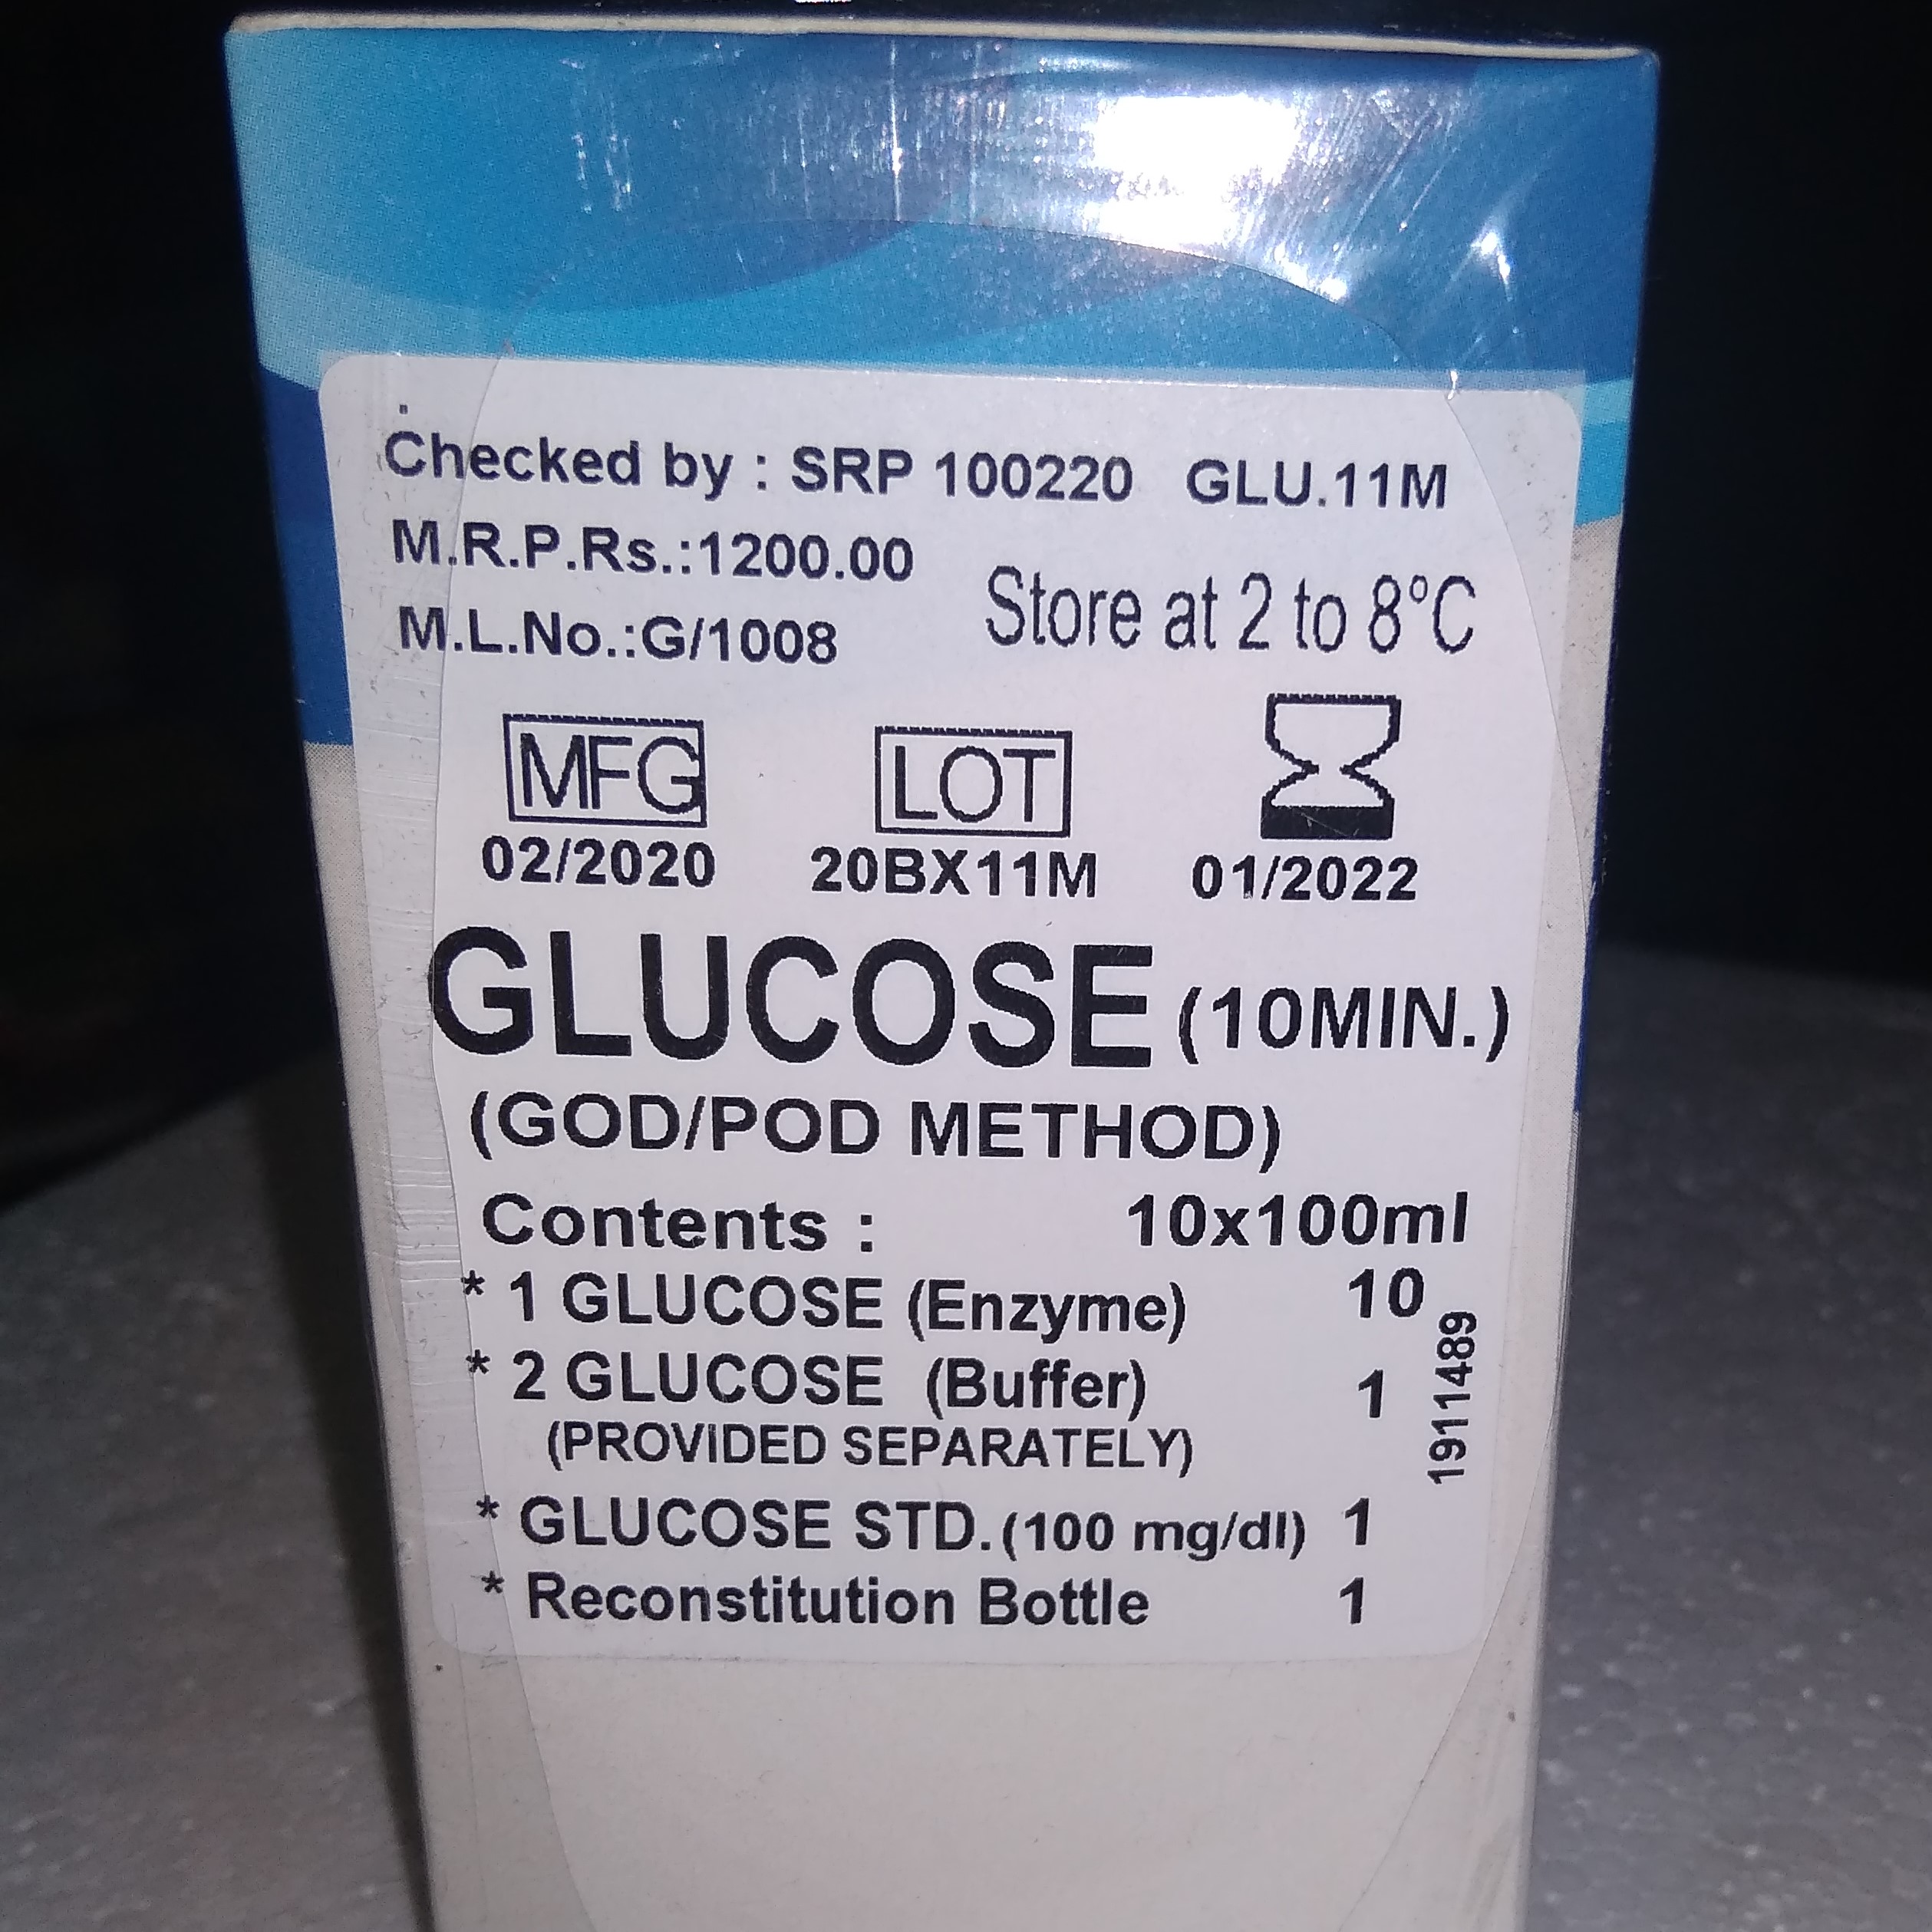 Checked by : SRP 100220 GLU.11M
M.R.P.Rs.:1200.00
Store at 2 to 8°C
M.L.No.:G/1008
MFG LOT
02/2020 20BX11M 01/2022
GLUCOSE (10MIN.)
(GOD/POD METHOD)
Contents : 10x100ml
* 1 GLUCOSE (Enzyme) 10
* 2 GLUCOSE (Buffer) 1
(PROVIDED SEPARATELY)
* GLUCOSE STD.(100 mg/dl) 1
* Reconstitution Bottle 1
1911489